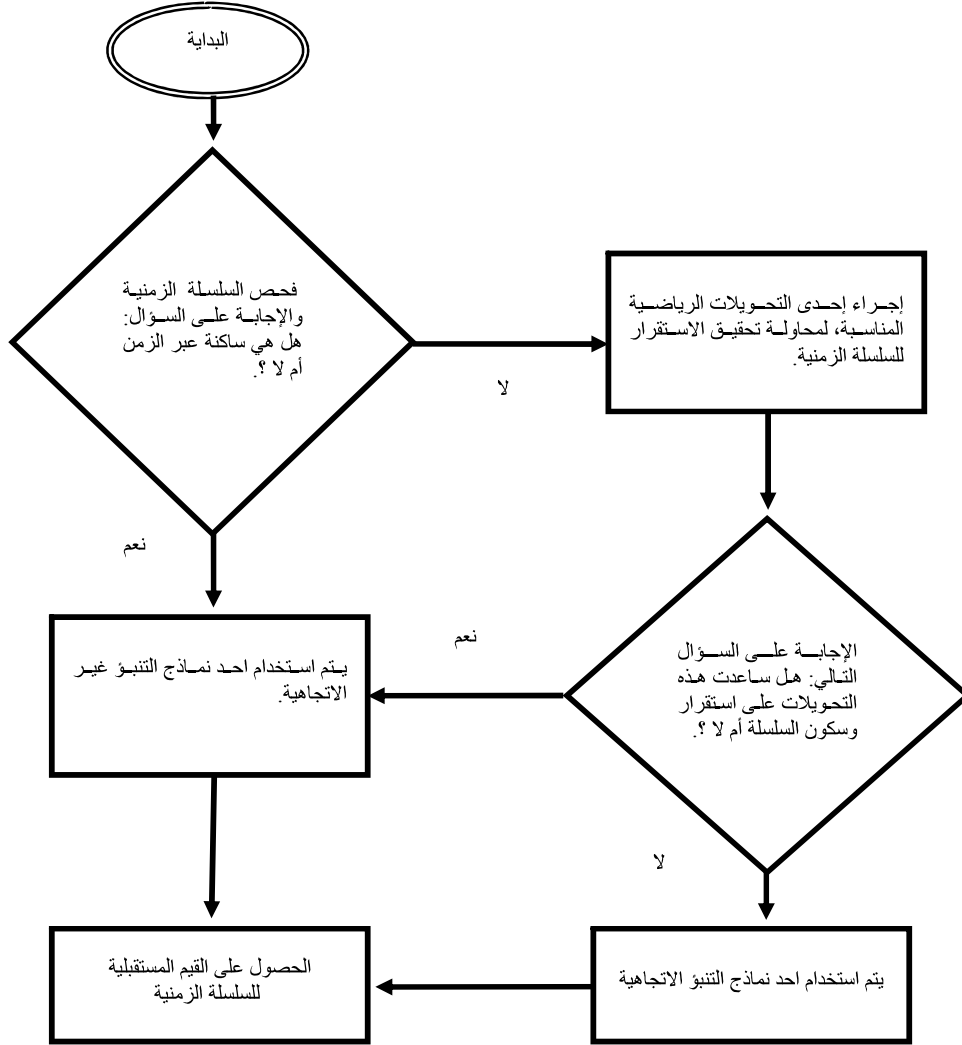 البداية
فحص السلسلة الزمنية
والإجابة على السؤال:
هل هي ساكنة عبر الزمن
أم لا ؟.
إجراء إحدى التحويلات الرياضية
المناسبة، لمحاولة تحقيق الاستقرار
للسلسلة الزمنية.
لا
نعم
نعم
يتم استخدام احد نماذج التنبؤ غير
الاتجاهية.
الإجابة على السؤال
التالي: هل ساعدت هذه
التحويلات على استقرار
وسكون السلسلة أم لا ؟.
لا
الحصول على القيم المستقبلية
للسلسلة الزمنية
يتم استخدام احد نماذج التنبؤ الاتجاهية